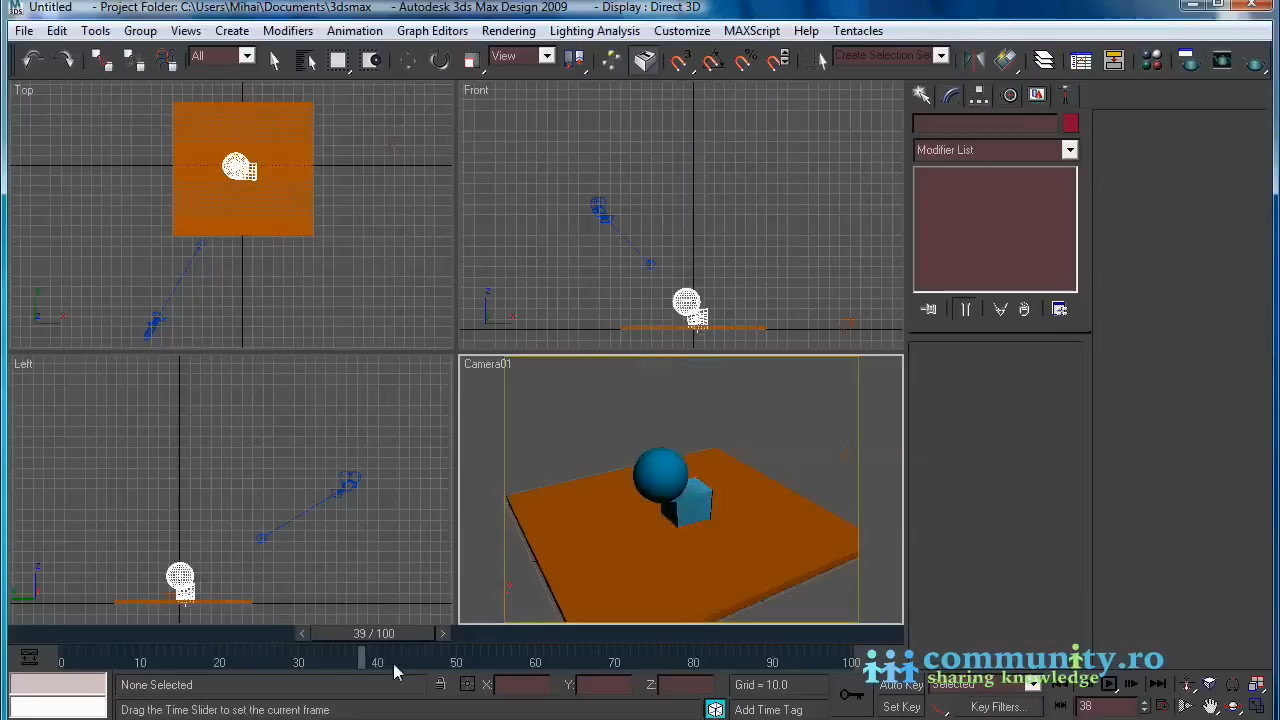 Untitled - Project Folder: C:\Users\Mihai\Documents\3dsmax - Autodesk 3ds Max Design 2009 - Display : Direct 3D
File Edit Tools Group Views Create Modifiers Animation Graph Editors Rendering Lighting Analysis Customize MAXScript Help Tentacles
All View Create Selection Set
Top Front
Modifier List
Left Camera01
39 / 100
0 10 20 30 40 50 60 70 80 90 100
community.ro
sharing knowledge
None Selected X: Y: Z: Grid = 10.0 Auto Key Selected
Drag the Time Slider to set the current frame Add Time Tag Set Key Key Filters... 38